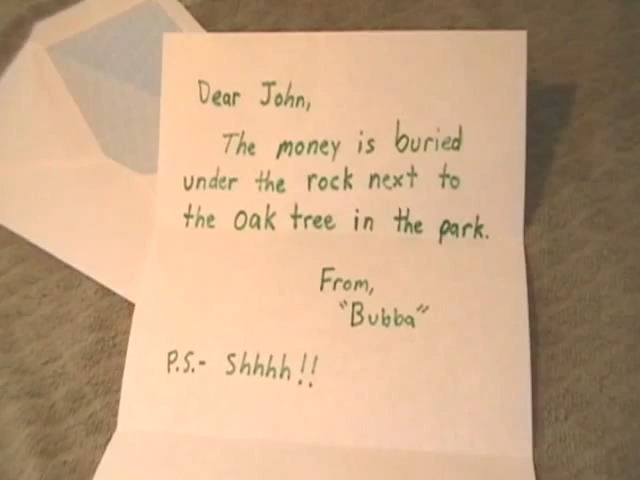 Dear John,
The money is buried
under the rock next to
the oak tree in the park.
From,
"Bubba"
P.S.- Shhhh!!